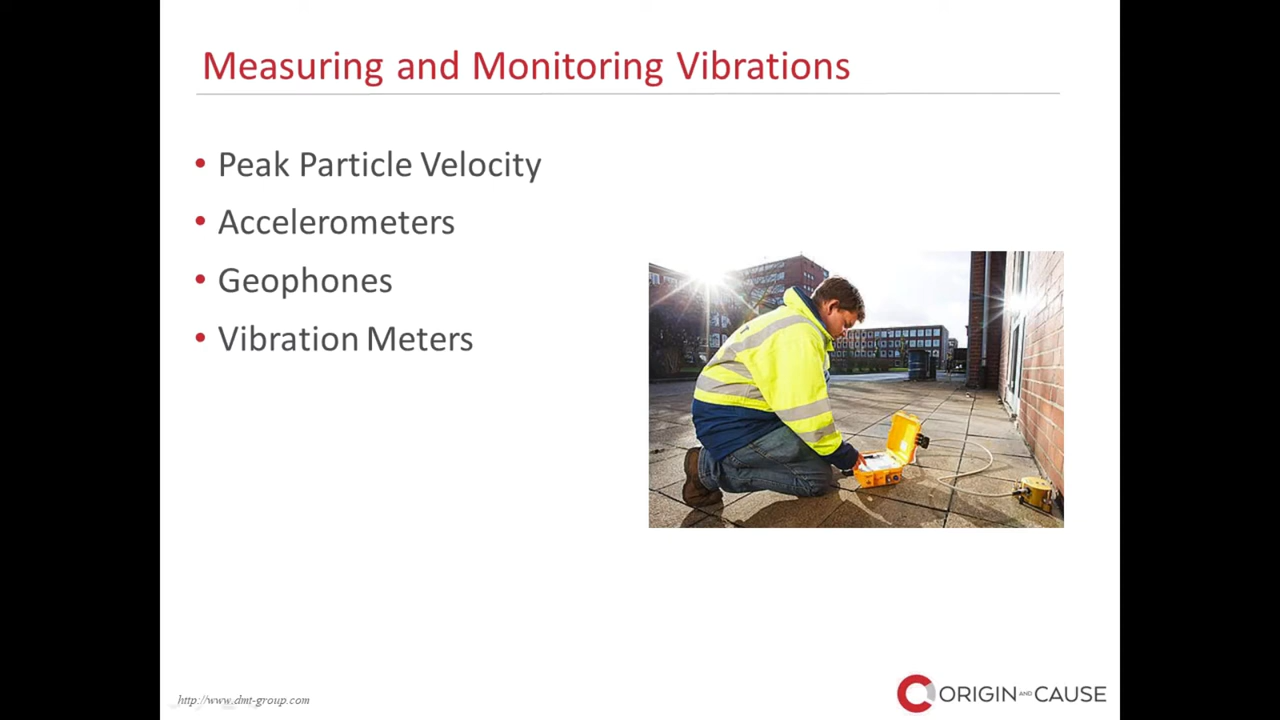 Measuring and Monitoring Vibrations
• Peak Particle Velocity
• Accelerometers
• Geophones
• Vibration Meters
http://www.dmt-group.com
ORIGIN AND CAUSE